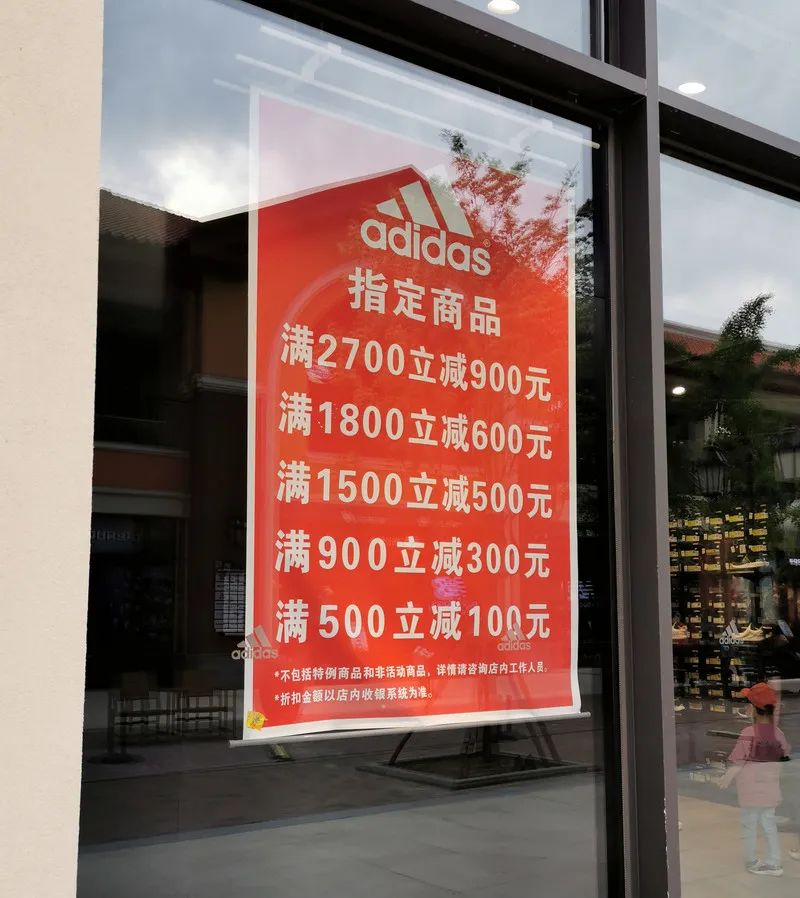 adidas
指定商品
满2700立减900元
满1800立减600元
满1500立减500元
满900立减300元
满500立减100元
adidas
adidas
*不包括特例商品和非活动商品，详情请咨询店内工作人员。
*折扣金额以店内收银系统为准。
adidas